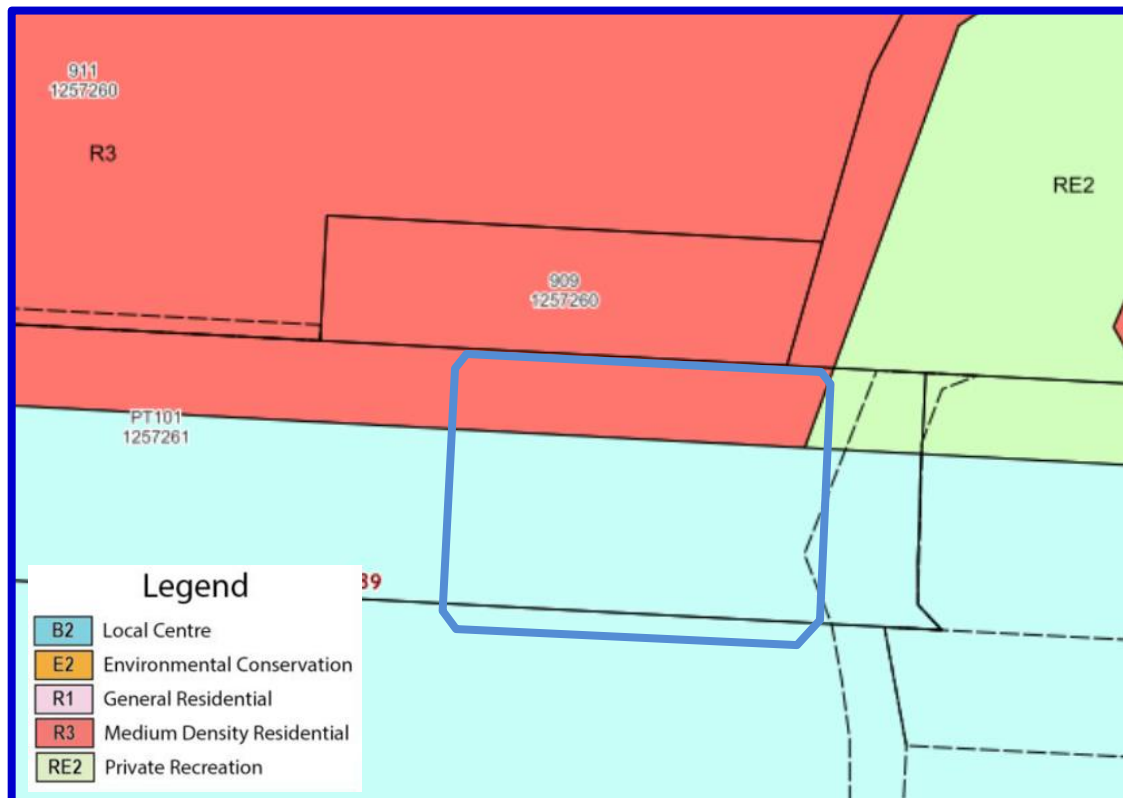 911
1257260
R3
RE2
909
1257260
PT101
1257261
39
Legend
B2 Local Centre
E2 Environmental Conservation
R1 General Residential
R3 Medium Density Residential
RE2 Private Recreation